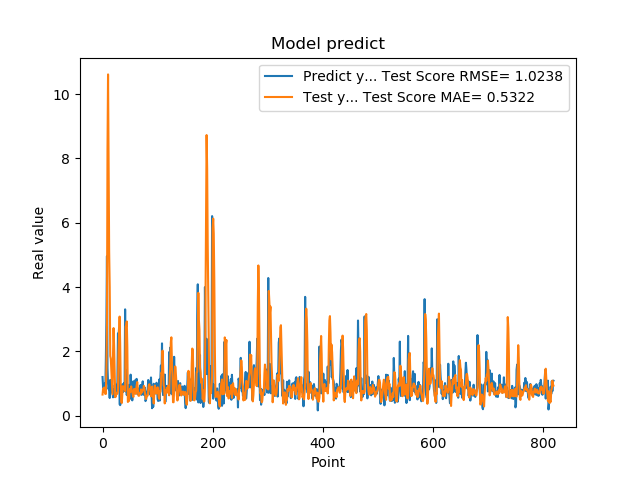 Model predict
Predict y... Test Score RMSE= 1.0238
Test y... Test Score MAE= 0.5322
Real value
10
8
6
4
2
0
0 200 400 600 800
Point